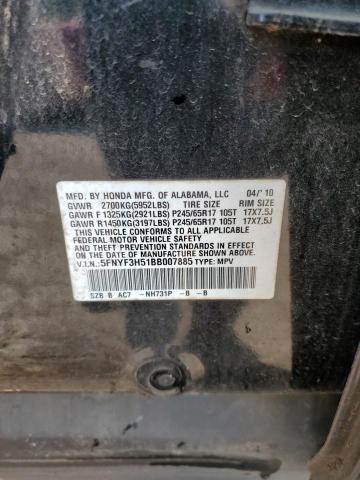 MFD. BY HONDA MFG. OF ALABAMA, LLC 04/'10
GVWR 2700KG(5952LBS) TIRE SIZE RIM SIZE
GAWR F 1325KG(2921LBS) P245/65R17 105T 17X7.5J
GAWR R1450KG(3197LBS) P245/65R17 105T 17X7.5J
THIS VEHICLE CONFORMS TO ALL APPLICABLE
FEDERAL MOTOR VEHICLE SAFETY, BUMPER,
AND THEFT PREVENTION STANDARDS IN EFFECT
ON THE DATE OF MANUFACTURE SHOWN ABOVE.
V.I.N.:5FNYF3H51BB007885 TYPE: MPV
SZB B AC7 -NH731P -B -B